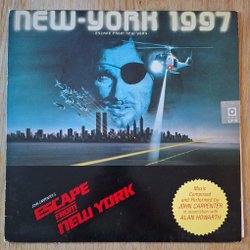 NEW-YORK 1997
ESCAPE FROM NEW YORK
JOHN CARPENTER'S
ESCAPE
FROM
NEW YORK
Music
Composed
and Performed by
JOHN CARPENTER
in association with
ALAN HOWARTH